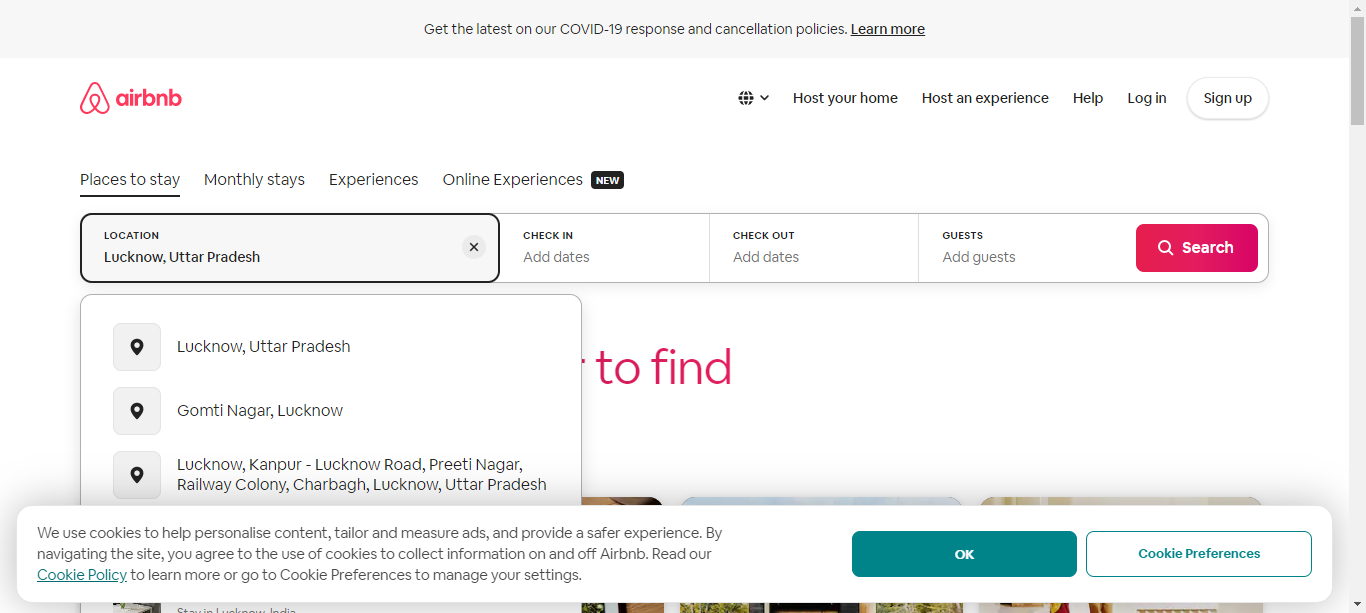 Get the latest on our COVID-19 response and cancellation policies. Learn more
airbnb
Host your home
Host an experience
Help
Log in
Sign up
Places to stay
Monthly stays
Experiences
Online Experiences NEW
LOCATION
Lucknow, Uttar Pradesh
CHECK IN
Add dates
CHECK OUT
Add dates
GUESTS
Add guests
Search
Lucknow, Uttar Pradesh
Gomti Nagar, Lucknow
Lucknow, Kanpur - Lucknow Road, Preeti Nagar,
Railway Colony, Charbagh, Lucknow, Uttar Pradesh
to find
We use cookies to help personalise content, tailor and measure ads, and provide a safer experience. By
navigating the site, you agree to the use of cookies to collect information on and off Airbnb. Read our
Cookie Policy to learn more or go to Cookie Preferences to manage your settings.
OK
Cookie Preferences
Stay in Lucknow, India